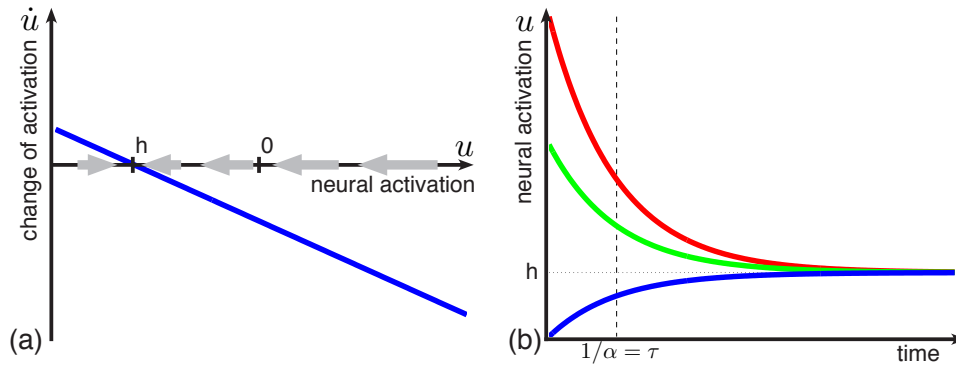 u̇
change of activation
h
0
u
neural activation
(a)
u
neural activation
h
(b)
1/α = τ
time